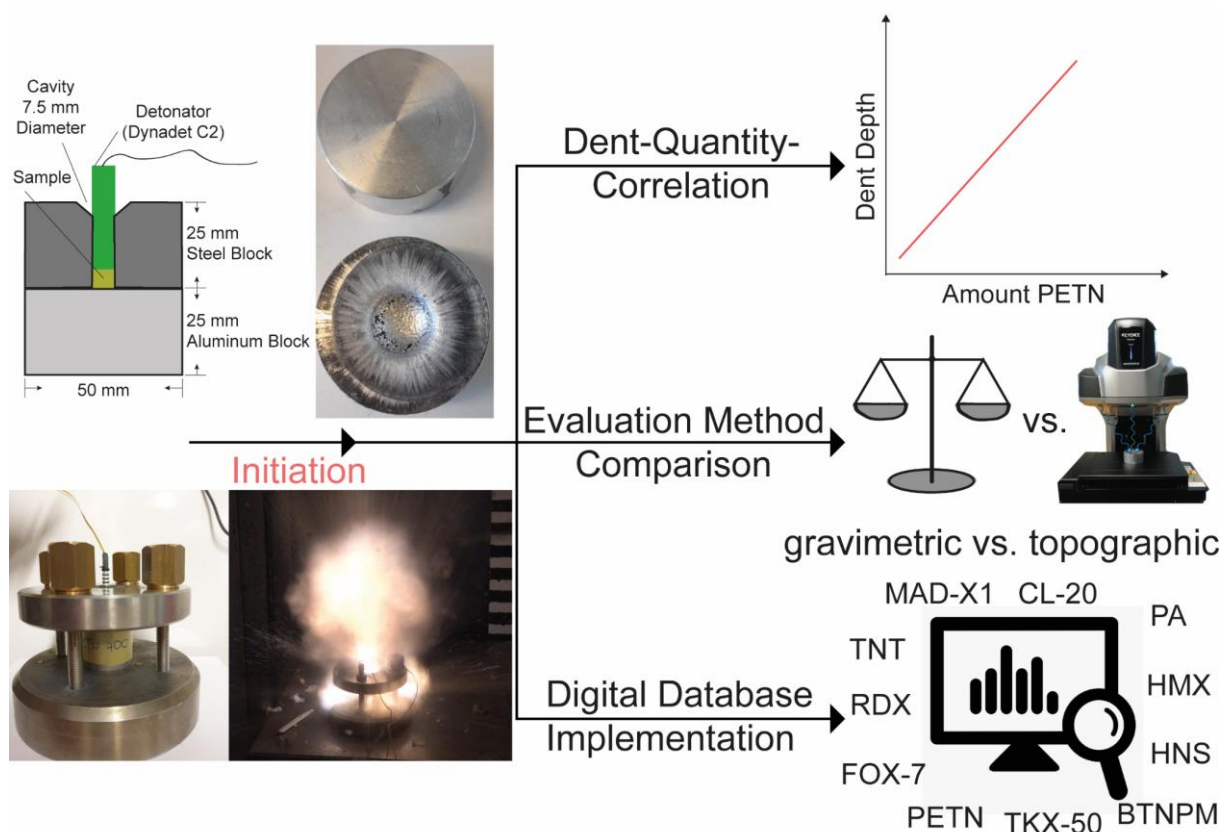 Cavity
7.5 mm
Diameter
Detonator
(Dynadet C2)
Sample
25 mm
Steel Block
25 mm
Aluminum Block
50 mm
Initiation
Dent-Quantity-
Correlation
Dent Depth
Amount PETN
Evaluation Method
Comparison
vs.
KEYENCE
gravimetric vs. topographic
Digital Database
Implementation
MAD-X1
CL-20
PA
TNT
HMX
RDX
HNS
FOX-7
PETN
TKX-50
BTNPM